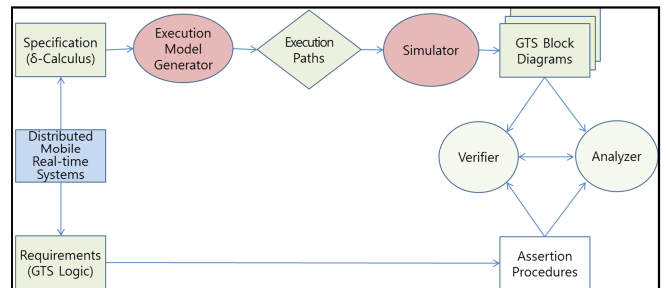 Specification
(δ-Calculus)
Execution
Model
Generator
Execution
Paths
Simulator
GTS Block
Diagrams
Distributed
Mobile
Real-time
Systems
Verifier
Analyzer
Requirements
(GTS Logic)
Assertion
Procedures